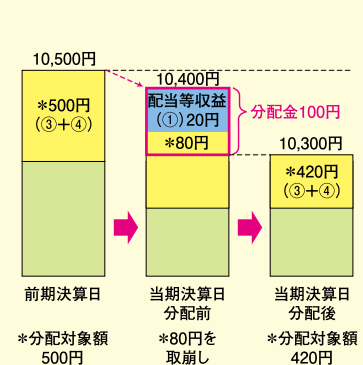 10,500円
＊500円
（③＋④）
10,400円
配当等収益
（①）20円
＊80円
分配金100円
10,300円
＊420円
（③＋④）
前期決算日
当期決算日
分配前
当期決算日
分配後
＊分配対象額
500円
＊80円を
取崩し
＊分配対象額
420円